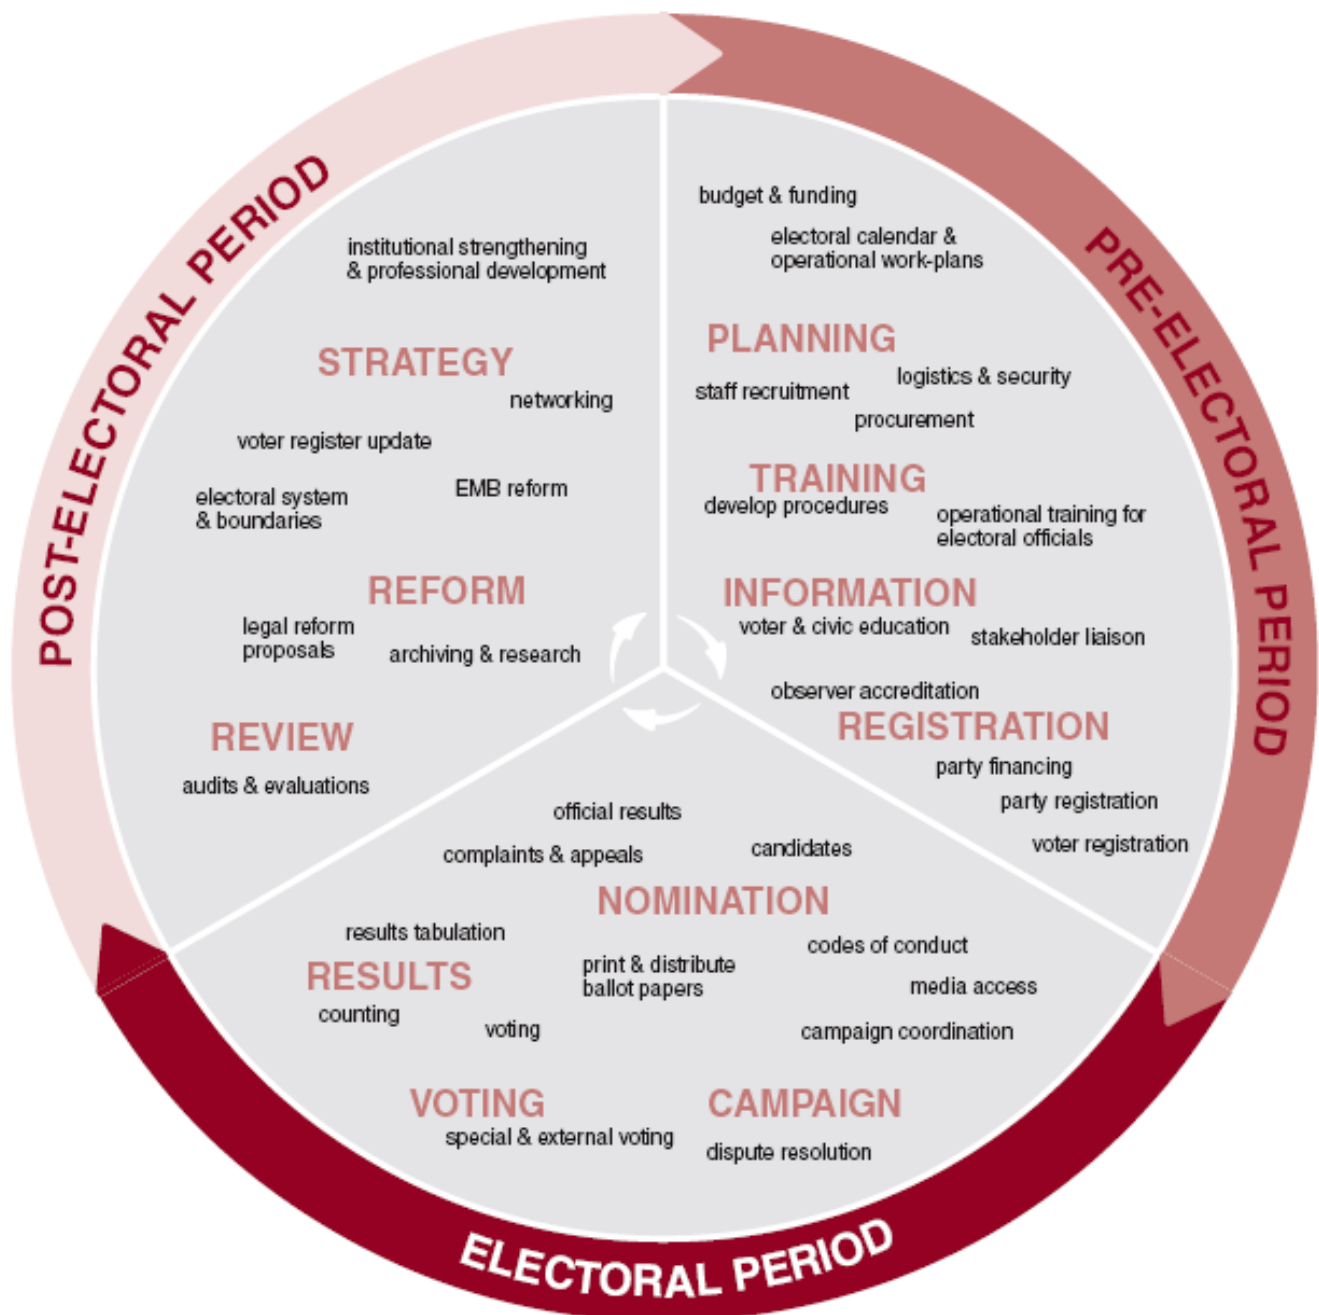 POST-ELECTORAL PERIOD
institutional strengthening
& professional development
STRATEGY
networking
voter register update
EMB reform
electoral system
& boundaries
REFORM
legal reform
proposals
archiving & research
REVIEW
audits & evaluations
PRE-ELECTORAL PERIOD
budget & funding
electoral calendar &
operational work-plans
PLANNING
logistics & security
staff recruitment
procurement
TRAINING
develop procedures
operational training for
electoral officials
INFORMATION
voter & civic education
stakeholder liaison
observer accreditation
REGISTRATION
party financing
party registration
voter registration
official results
complaints & appeals
candidates
NOMINATION
results tabulation
codes of conduct
print & distribute
ballot papers
RESULTS
media access
counting
voting
campaign coordination
VOTING
CAMPAIGN
special & external voting
dispute resolution
ELECTORAL PERIOD